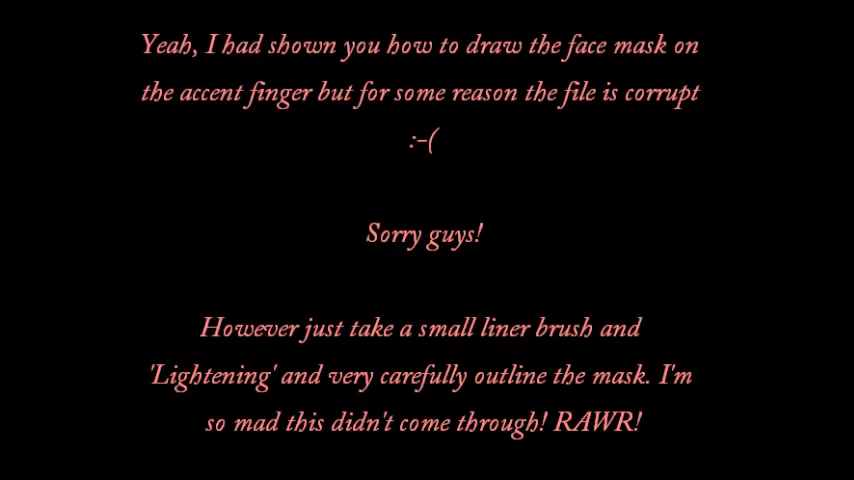 Yeah, I had shown you how to draw the face mask on
the accent finger but for some reason the file is corrupt
:-(
Sorry guys!
However just take a small liner brush and
'Lightening' and very carefully outline the mask. I'm
so mad this didn't come through! RAWR!